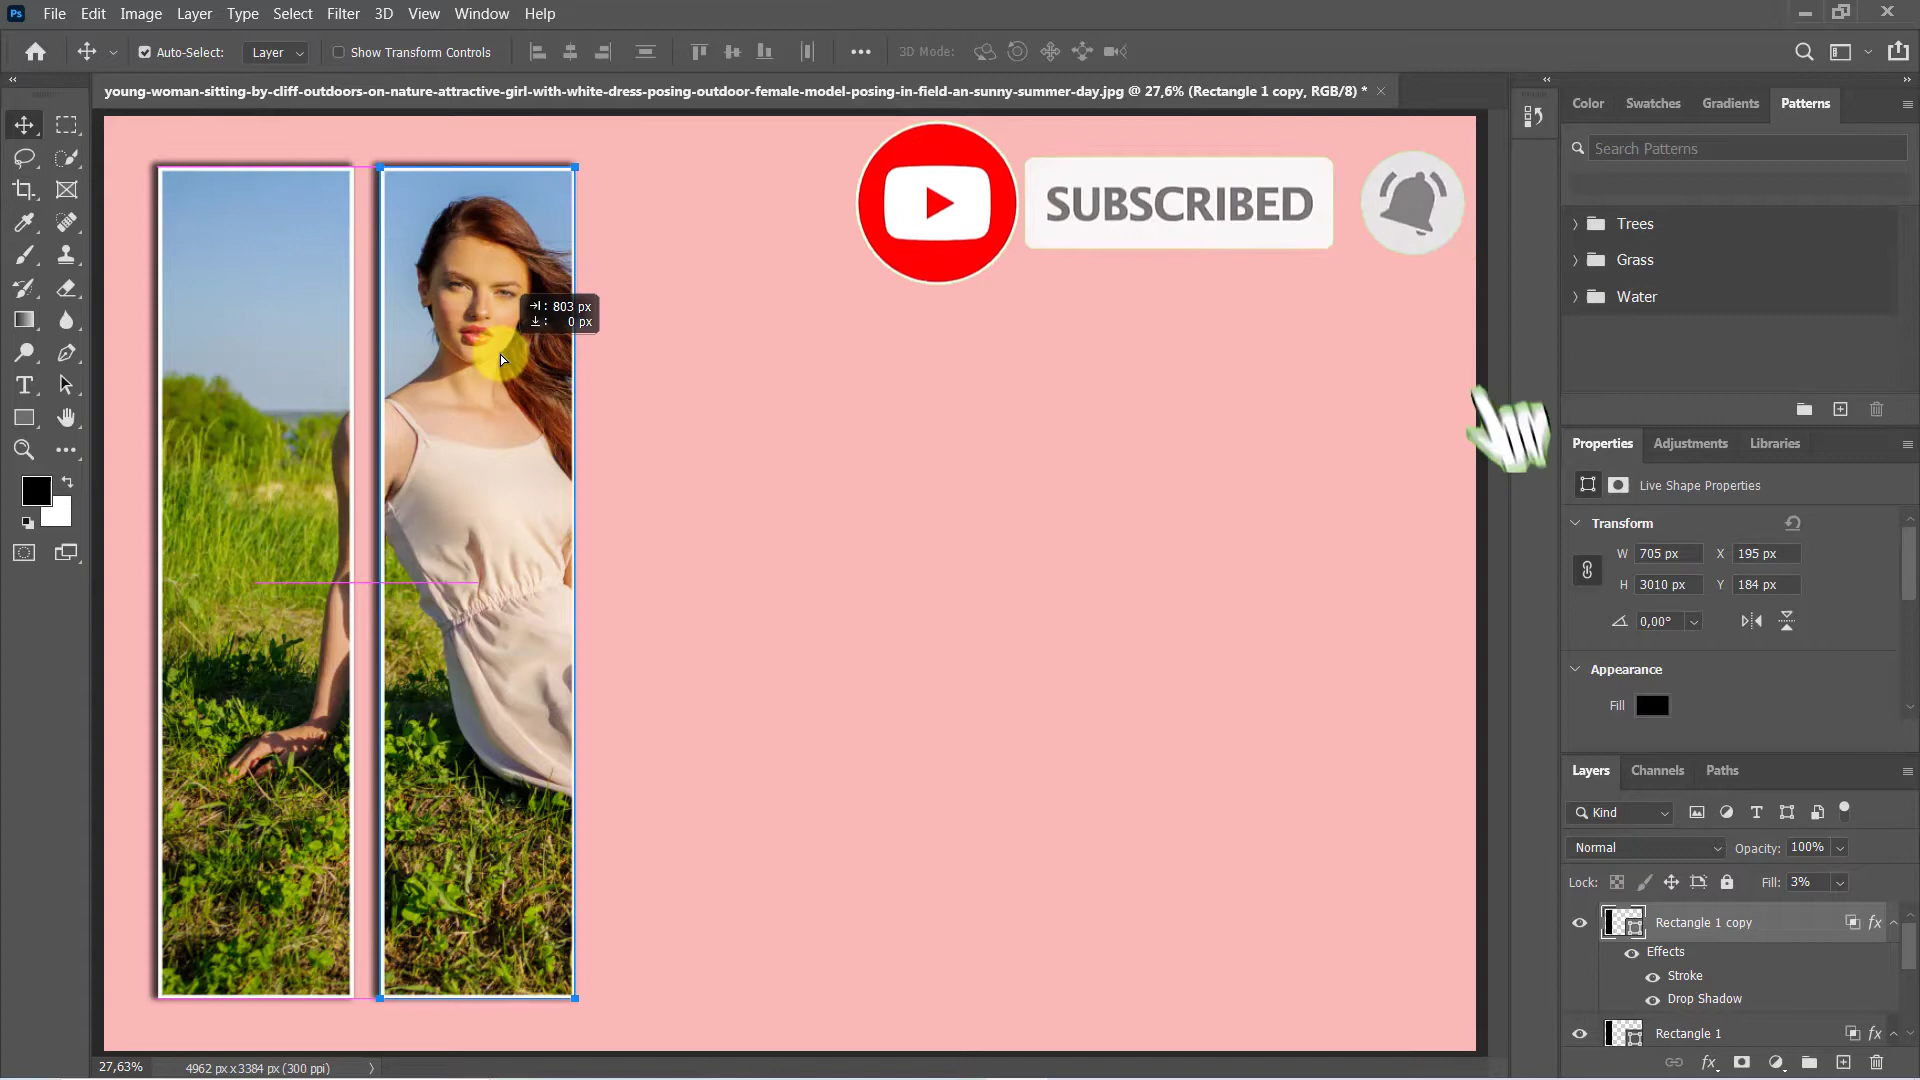 Ps File Edit Image Layer Type Select Filter 3D View Window Help
Auto-Select: Layer Show Transform Controls 3D Mode:
young-woman-sitting-by-cliff-outdoors-on-nature-attractive-girl-with-white-dress-posing-outdoor-female-model-posing-in-field-an-sunny-summer-day.jpg @ 27,6% (Rectangle 1 copy, RGB/8) *
Color Swatches Gradients Patterns
Search Patterns
Trees
Grass
Water
SUBSCRIBED
803 px
0 px
Properties Adjustments Libraries
Live Shape Properties
Transform
W 705 px X 195 px
H 3010 px Y 184 px
0,00°
Appearance
Fill
Layers Channels Paths
Kind
Normal Opacity: 100%
Lock: Fill: 3%
Rectangle 1 copy fx
Effects
Stroke
Drop Shadow
Rectangle 1 fx
fx
27,63% 4962 px x 3384 px (300 ppi)